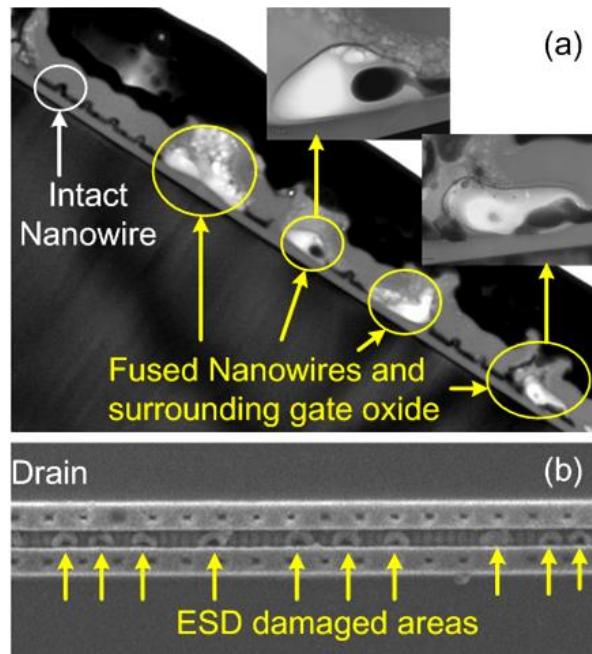 (a)
Intact
Nanowire
Fused Nanowires and
surrounding gate oxide
Drain
(b)
ESD damaged areas